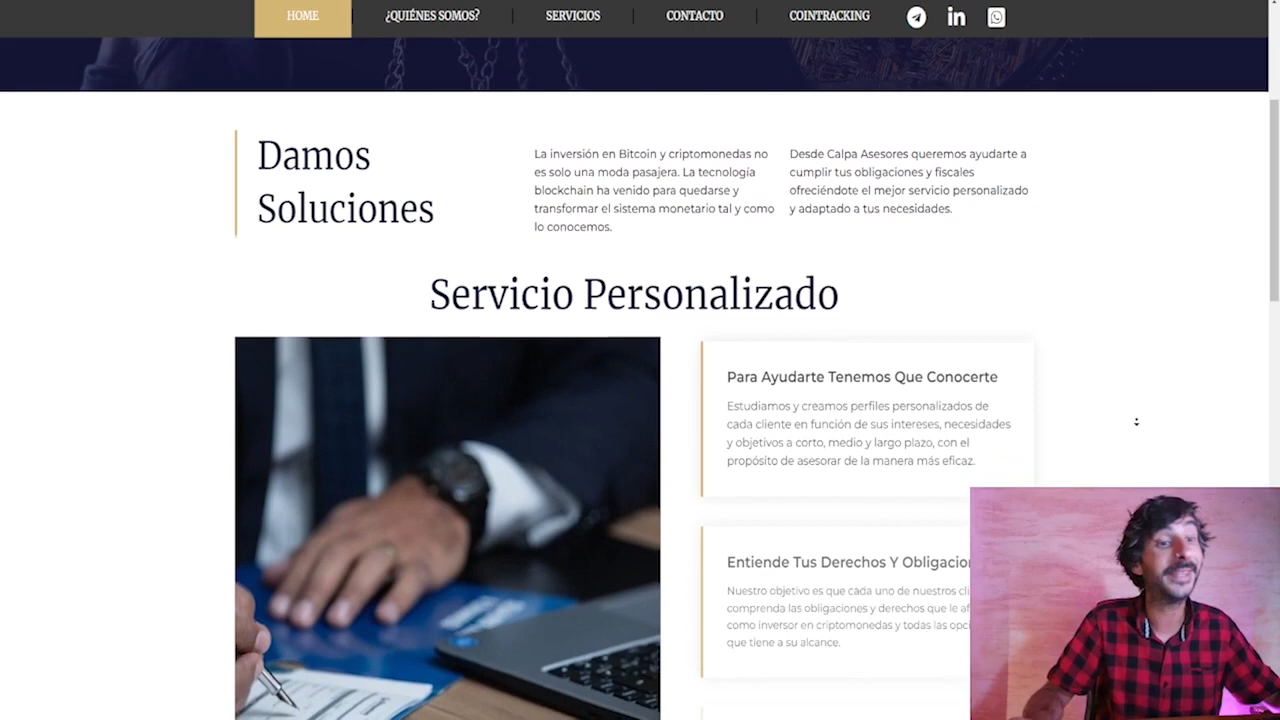 HOME
¿QUIÉNES SOMOS?
SERVICIOS
CONTACTO
COINTRACKING
Damos
Soluciones
La inversión en Bitcoin y criptomonedas no
es solo una moda pasajera. La tecnología
blockchain ha venido para quedarse y
transformar el sistema monetario tal y como
lo conocemos.
Desde Calpa Asesores queremos ayudarte a
cumplir tus obligaciones y fiscales
ofreciéndote el mejor servicio personalizado
y adaptado a tus necesidades.
Servicio Personalizado
Para Ayudarte Tenemos Que Conocerte
Estudiamos y creamos perfiles personalizados de
cada cliente en función de sus intereses, necesidades
y objetivos a corto, medio y largo plazo, con el
propósito de asesorar de la manera más eficaz.
Entiende Tus Derechos Y
Nuestro objetivo es que cada uno de nuestros
comprenda las obligaciones y derechos que le
como inversor en criptomonedas y todas las
que tiene a su alcance.